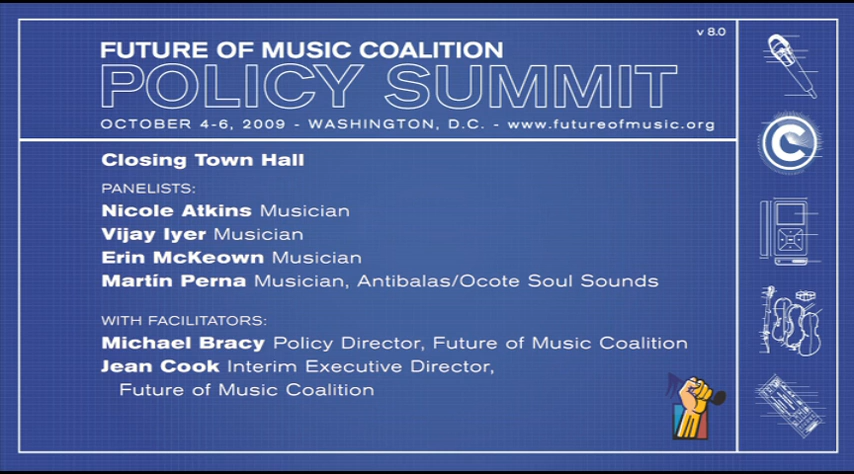 v 8.0
FUTURE OF MUSIC COALITION
POLICY SUMMIT
OCTOBER 4-6, 2009 - WASHINGTON, D.C. - www.futureofmusic.org
Closing Town Hall
PANELISTS:
Nicole Atkins Musician
Vijay Iyer Musician
Erin McKeown Musician
Martín Perna Musician, Antibalas/Ocote Soul Sounds
WITH FACILITATORS:
Michael Bracy Policy Director, Future of Music Coalition
Jean Cook Interim Executive Director,
Future of Music Coalition
C